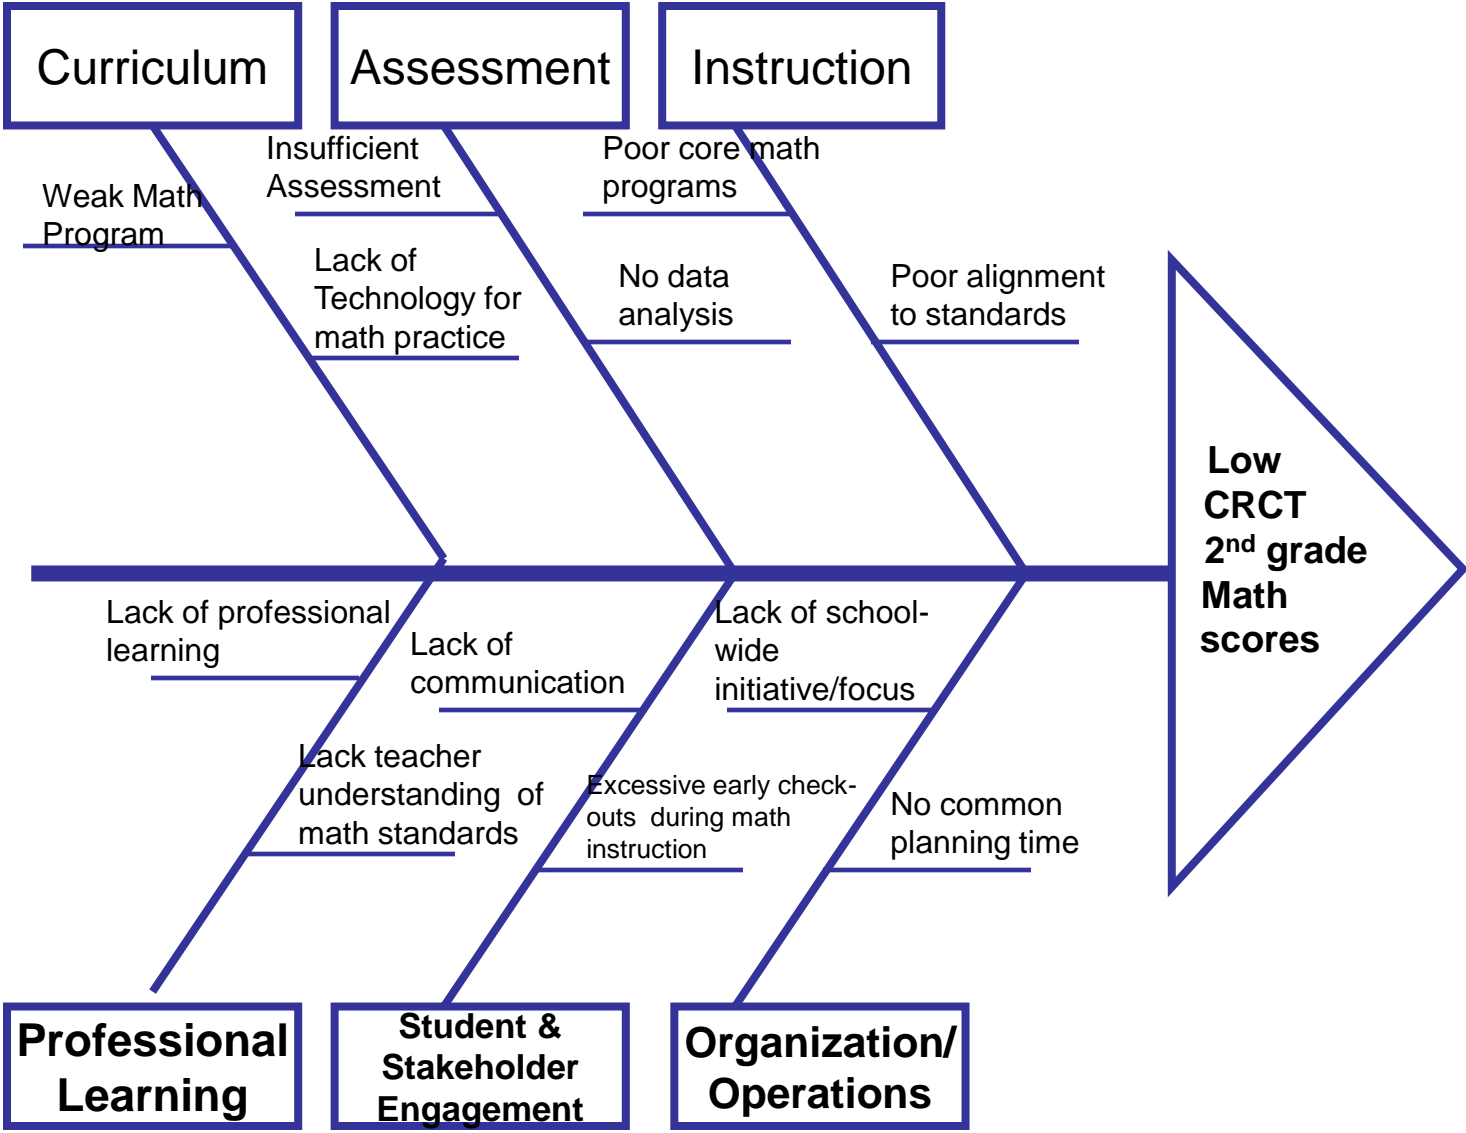 Curriculum
Assessment
Instruction
Weak Math
Program
Insufficient
Assessment
Poor core math
programs
Lack of
Technology for
math practice
No data
analysis
Poor alignment
to standards
Low
CRCT
2nd grade
Math
scores
Lack of professional
learning
Lack of
communication
Lack of school-
wide
initiative/focus
Lack teacher
understanding of
math standards
Excessive early check-
outs during math
instruction
No common
planning time
Professional
Learning
Student &
Stakeholder
Engagement
Organization/
Operations